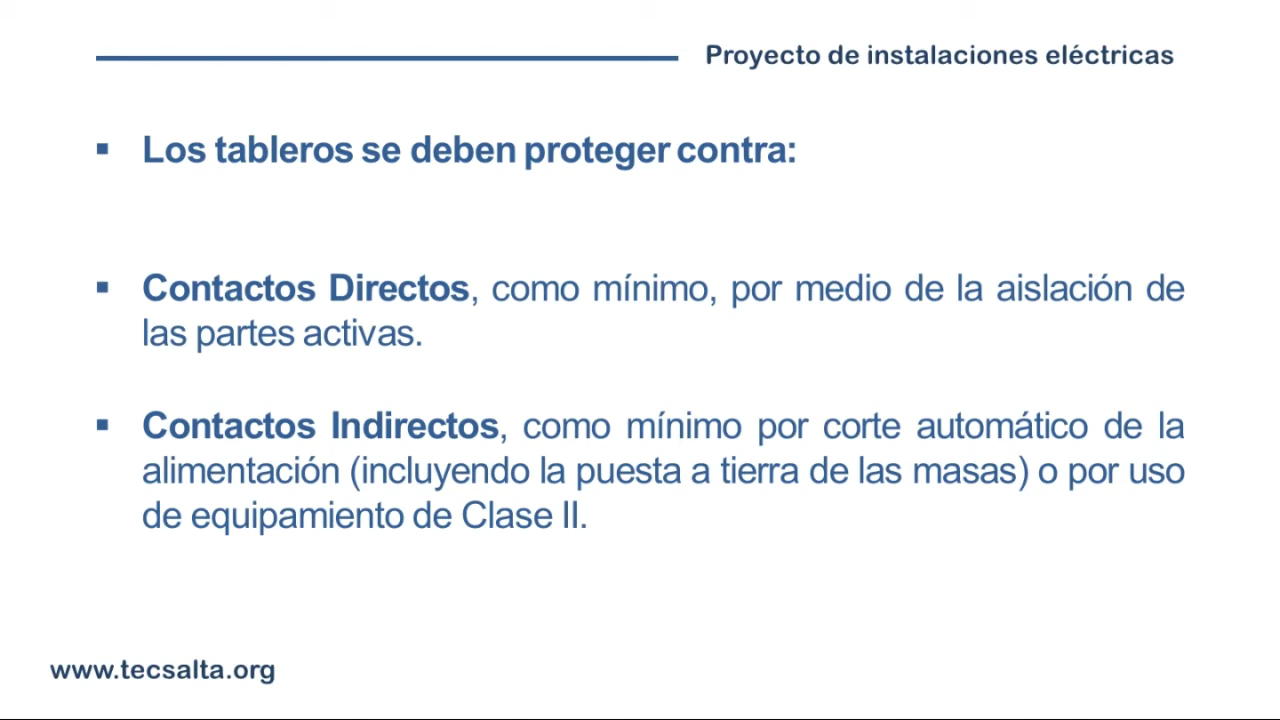 Proyecto de instalaciones eléctricas
▪ Los tableros se deben proteger contra:
▪ Contactos Directos, como mínimo, por medio de la aislación de
las partes activas.
▪ Contactos Indirectos, como mínimo por corte automático de la
alimentación (incluyendo la puesta a tierra de las masas) o por uso
de equipamiento de Clase II.
www.tecsalta.org